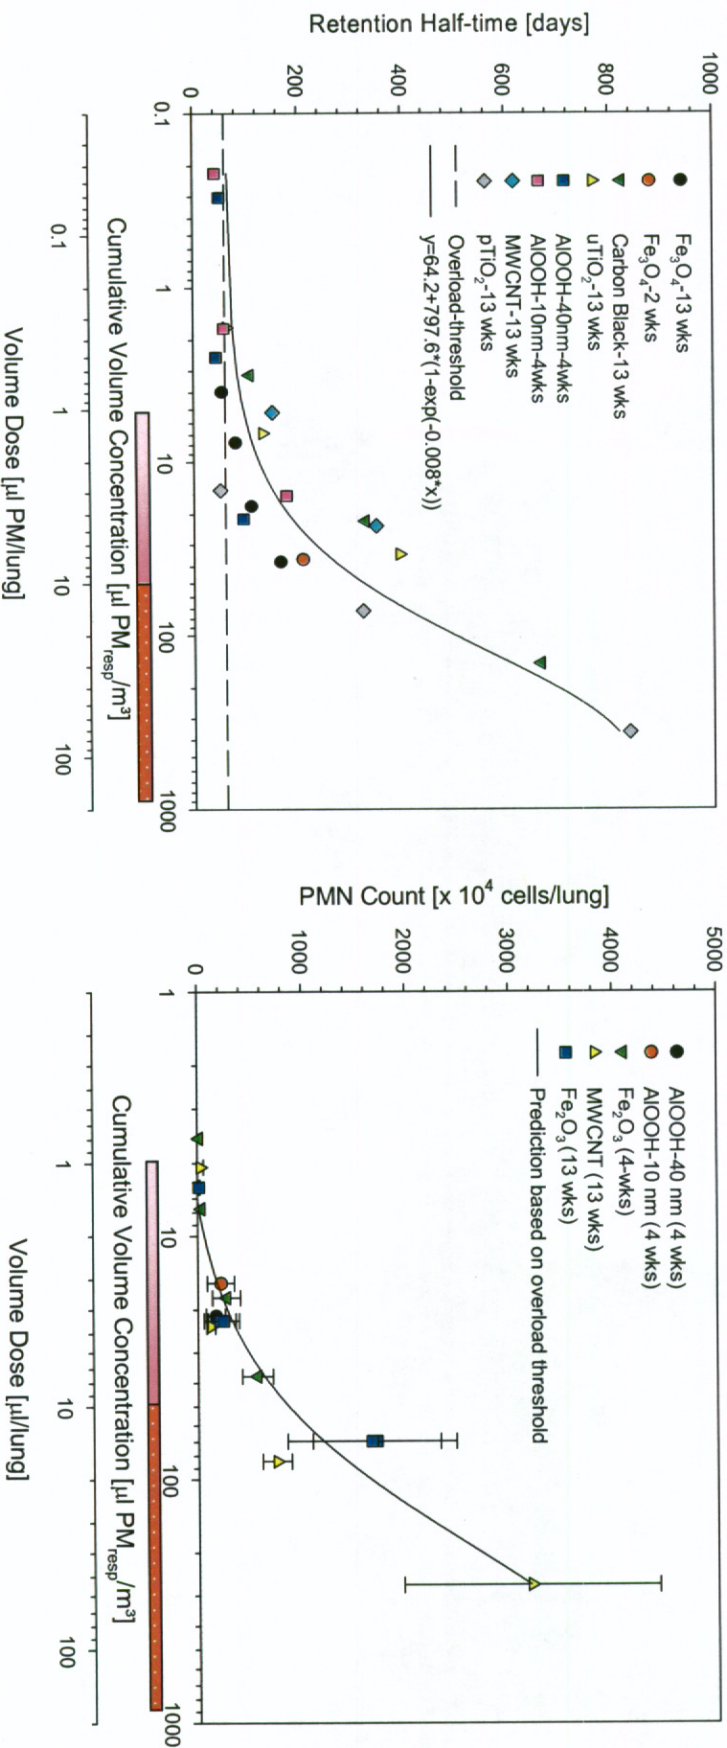 Retention Half-time [days]
1000
800
600
400
200
0
Fe₃O₄-13 wks
Fe₃O₄-2 wks
Carbon Black-13 wks
uTiO₂-13 wks
AlOOH-40nm-4wks
AlOOH-10nm-4wks
MWCNT-13 wks
pTiO₂-13 wks
Overload-threshold
y=64.2+797.6*(1-exp(-0.008*x))
0.1 1 10 100 1000
Cumulative Volume Concentration [µl PMresp/m³]
0.1 1 10 100
Volume Dose [µl PM/lung]
PMN Count [x 10⁴ cells/lung]
5000
4000
3000
2000
1000
0
AlOOH-40 nm (4 wks)
AlOOH-10 nm (4 wks)
Fe₂O₃ (4-wks)
MWCNT (13 wks)
Fe₂O₃ (13 wks)
Prediction based on overload threshold
1 10 100 1000
Cumulative Volume Concentration [µl PMresp/m³]
1 10 100
Volume Dose [µl/lung]